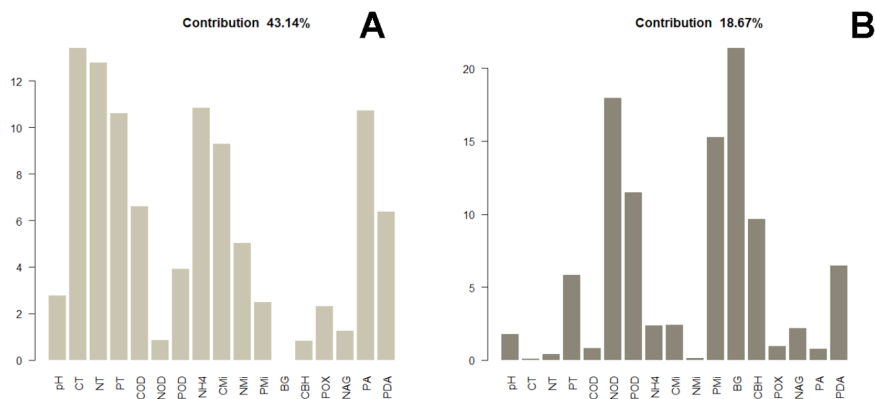 Contribution 43.14%
A
12
10
8
6
4
2
0
pH CT NT PT COD NOD POD NH4 CMi NMi PMi BG CBH POX NAG PA PDA
Contribution 18.67%
B
20
15
10
5
0
pH CT NT PT COD NOD POD NH4 CMi NMi PMi BG CBH POX NAG PA PDA